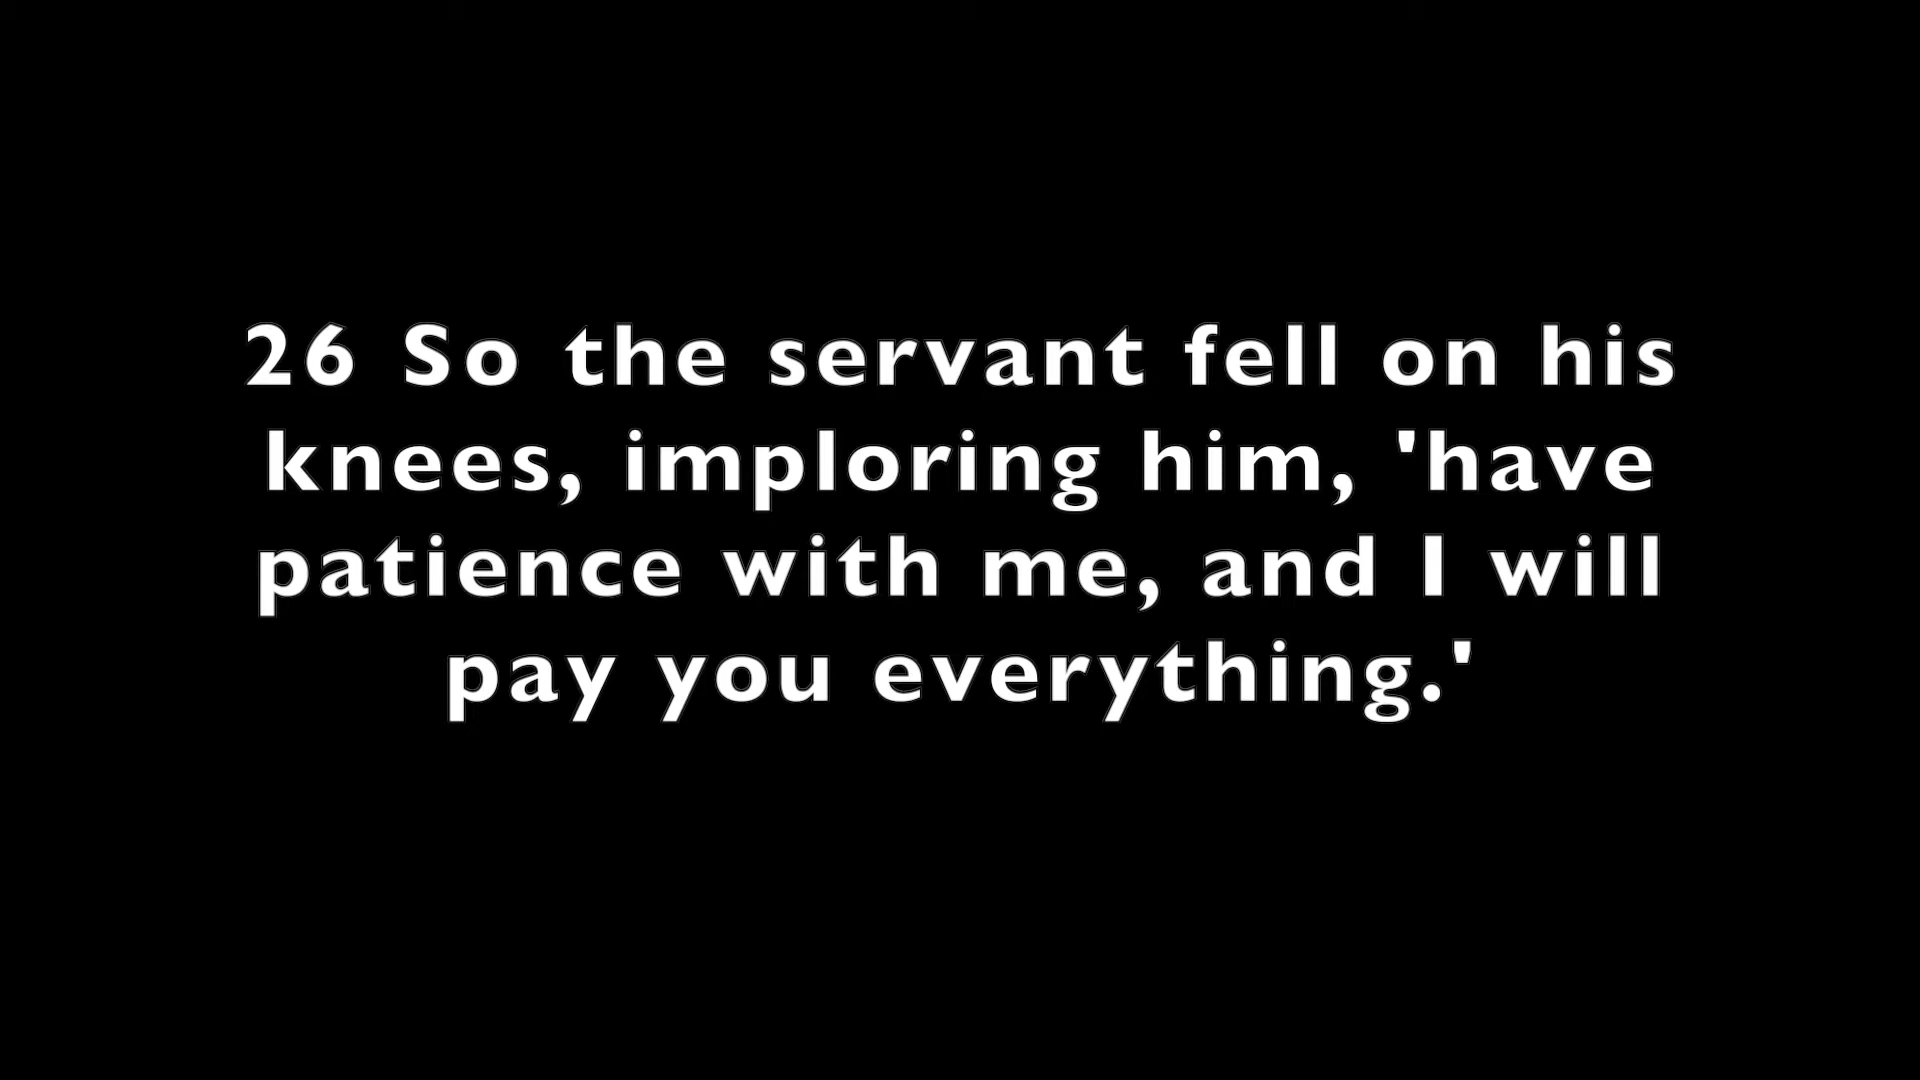 26 So the servant fell on his
knees, imploring him, 'have
patience with me, and I will
pay you everything.'